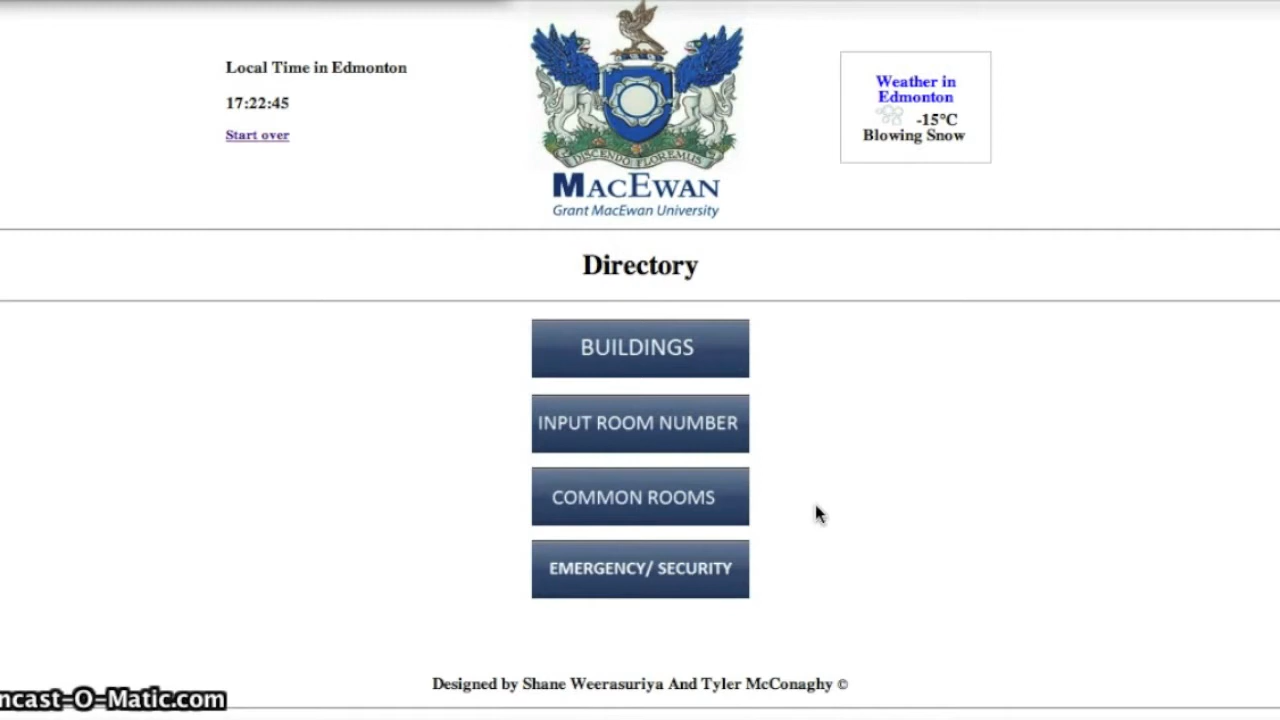 Local Time in Edmonton
17:22:45
Start over
DISCENDO FLOREMUS
MACEWAN
Grant MacEwan University
Weather in
Edmonton
-15°C
Blowing Snow
Directory
BUILDINGS
INPUT ROOM NUMBER
COMMON ROOMS
EMERGENCY/ SECURITY
Designed by Shane Weerasuriya And Tyler McConaghy ©
ncast-O-Matic.com